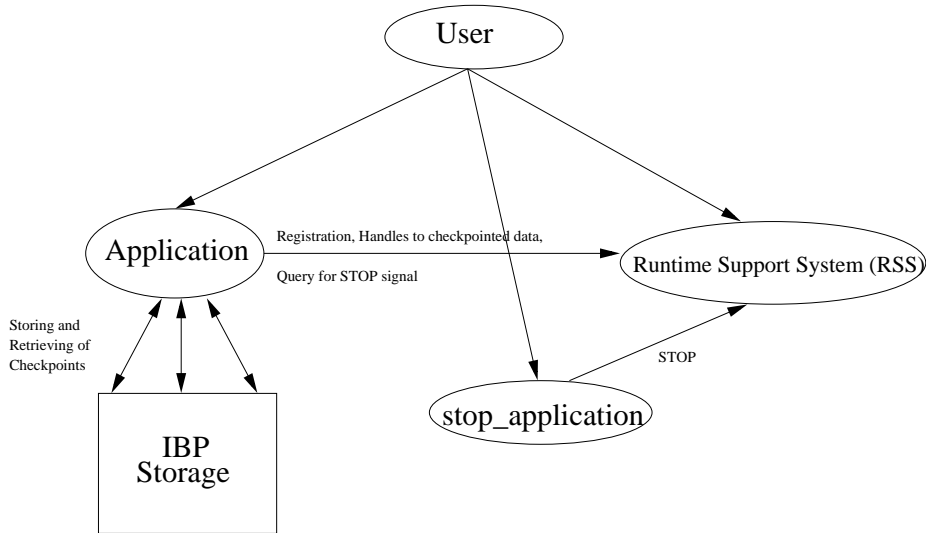 User
Application
Registration, Handles to checkpointed data,
Query for STOP signal
Runtime Support System (RSS)
Storing and
Retrieving of
Checkpoints
STOP
stop_application
IBP
Storage